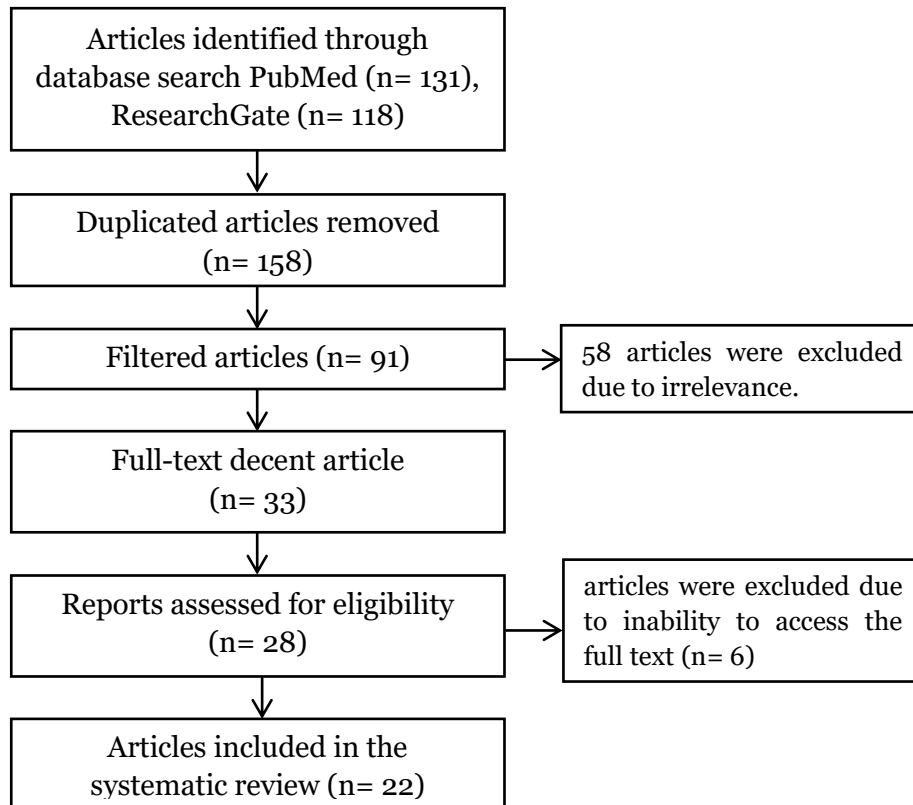 Articles identified through
database search PubMed (n= 131),
ResearchGate (n= 118)
Duplicated articles removed
(n= 158)
Filtered articles (n= 91)
58 articles were excluded
due to irrelevance.
Full-text decent article
(n= 33)
Reports assessed for eligibility
(n= 28)
articles were excluded due
to inability to access the
full text (n= 6)
Articles included in the
systematic review (n= 22)